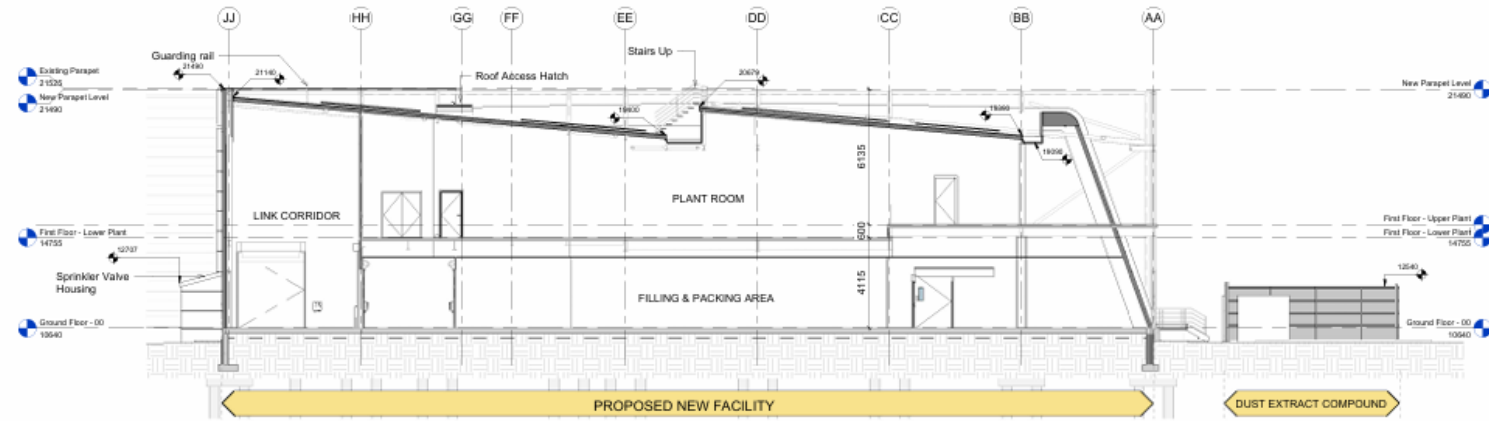 JJ
HH
GG
FF
EE
DD
CC
BB
AA
Guarding rail
Stairs Up
Roof Access Hatch
Existing Parapet
21525
New Parapet Level
21490
21490
21140
20679
19800
19090
New Parapet Level
21490
6135
PLANT ROOM
LINK CORRIDOR
First Floor - Lower Plant
14755
12707
600
First Floor - Upper Plant
First Floor - Lower Plant
14755
Sprinkler Valve
Housing
4115
FILLING & PACKING AREA
12540
Ground Floor - 00
10640
Ground Floor - 00
10640
PROPOSED NEW FACILITY
DUST EXTRACT COMPOUND